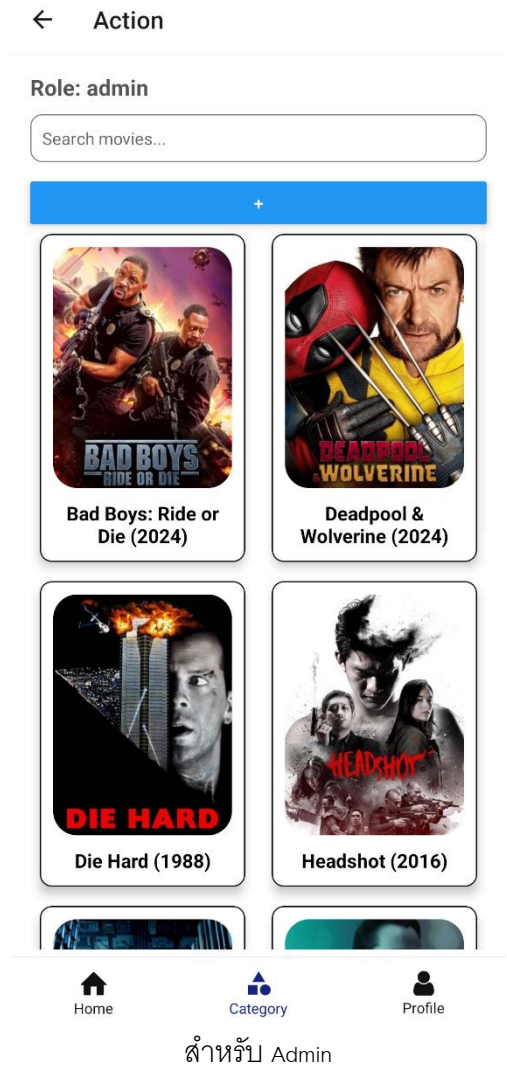 Action
Role: admin
Search movies...
+
BAD BOYS
RIDE OR DIE
DEADPOOL
& WOLVERINE
Bad Boys: Ride or
Die (2024)
Deadpool &
Wolverine (2024)
DIE HARD
HEADSHOT
Die Hard (1988)
Headshot (2016)
Home
Category
Profile
สำหรับ Admin